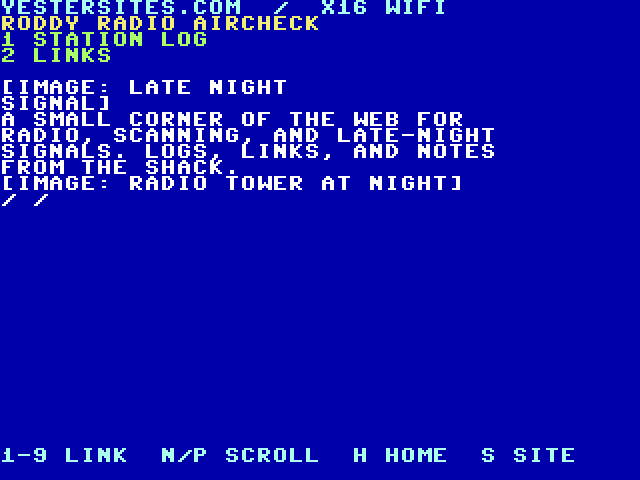 YESTERSITES.COM / X16 WIFI
RODDY RADIO AIRCHECK
1 STATION LOG
2 LINKS
[IMAGE: LATE NIGHT
SIGNAL]
A SMALL CORNER OF THE WEB FOR
RADIO, SCANNING, AND LATE-NIGHT
SIGNALS. LOGS, LINKS, AND NOTES
FROM THE SHACK.
[IMAGE: RADIO TOWER AT NIGHT]
/ /
1-9 LINK N/P SCROLL H HOME S SITE